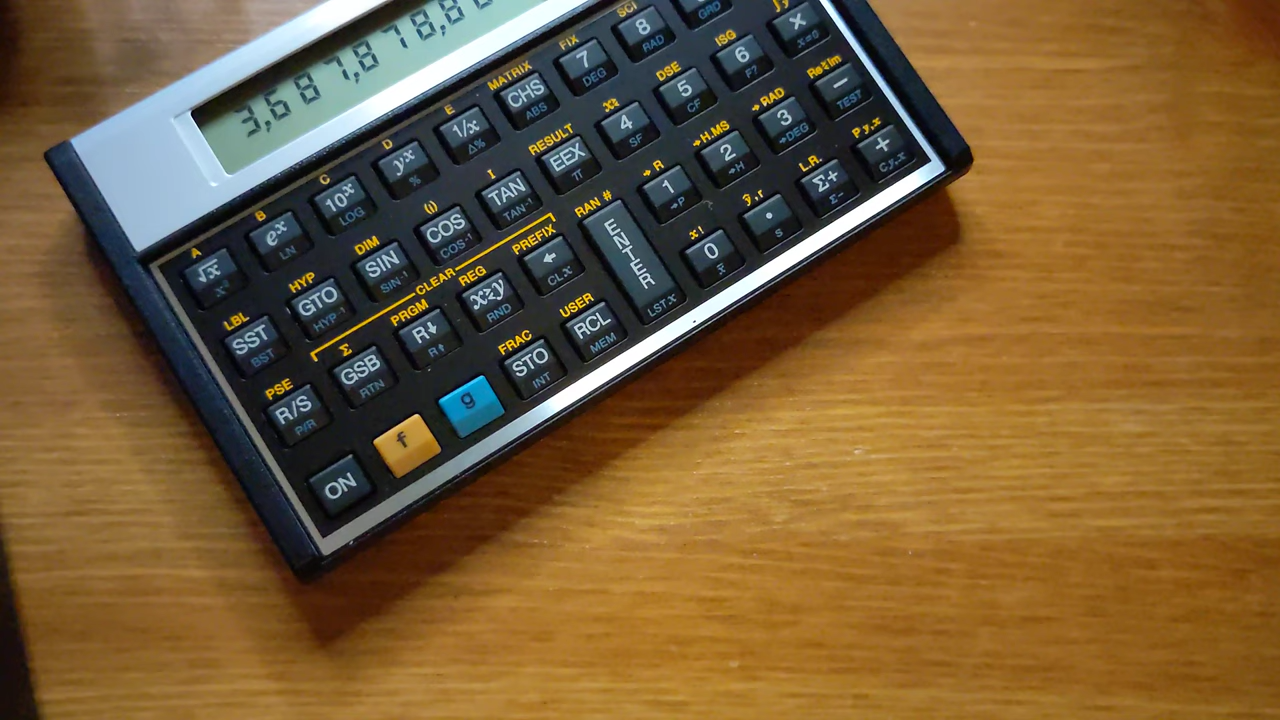 3,687,878,8
A B C D E MATRIX FIX SCI
√x eˣ 10ˣ yˣ 1/x CHS 7 8
x² LN LOG % Δ% ABS DEG RAD GRD
LBL HYP DIM (i) I RESULT x≷ DSE ISG
SST GTO SIN COS TAN EEX 4 5 6 ×
BST HYP⁻¹ SIN⁻¹ COS⁻¹ TAN⁻¹ π SF CF F? x=0
CLEAR
PSE Σ PRGM REG PREFIX RAN # →R →H.MS →RAD Re≷Im
R/S GSB R↓ x≷y ← ENTER 1 2 3 −
P/R RTN R↑ RND CLx →P →H →DEG TEST
FRAC USER x! ŷ,r L.R. Py,x
ON f g STO RCL 0 · Σ+ +
INT MEM LSTx x̄ s Σ− Cy,x